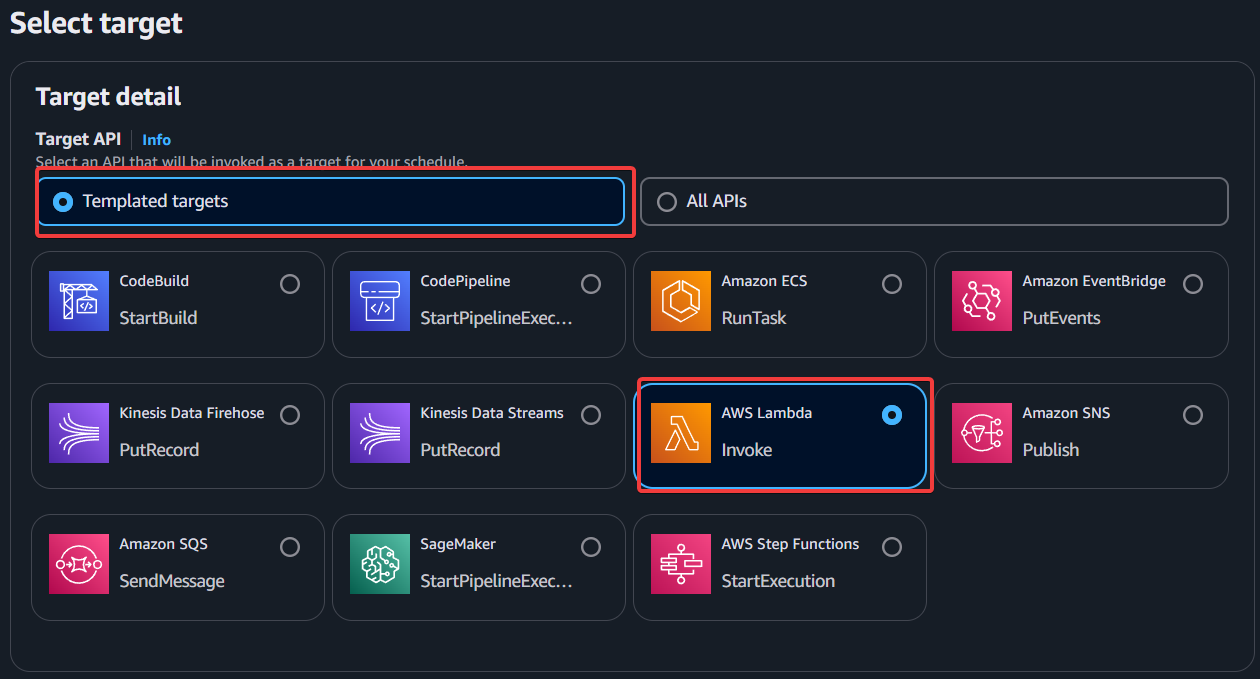 Select target
Target detail
Target API Info
Select an API that will be invoked as a target for your schedule.
Templated targets
All APIs
CodeBuild
StartBuild
CodePipeline
StartPipelineExec...
Amazon ECS
RunTask
Amazon EventBridge
PutEvents
Kinesis Data Firehose
PutRecord
Kinesis Data Streams
PutRecord
AWS Lambda
Invoke
Amazon SNS
Publish
Amazon SQS
SendMessage
SageMaker
StartPipelineExec...
AWS Step Functions
StartExecution